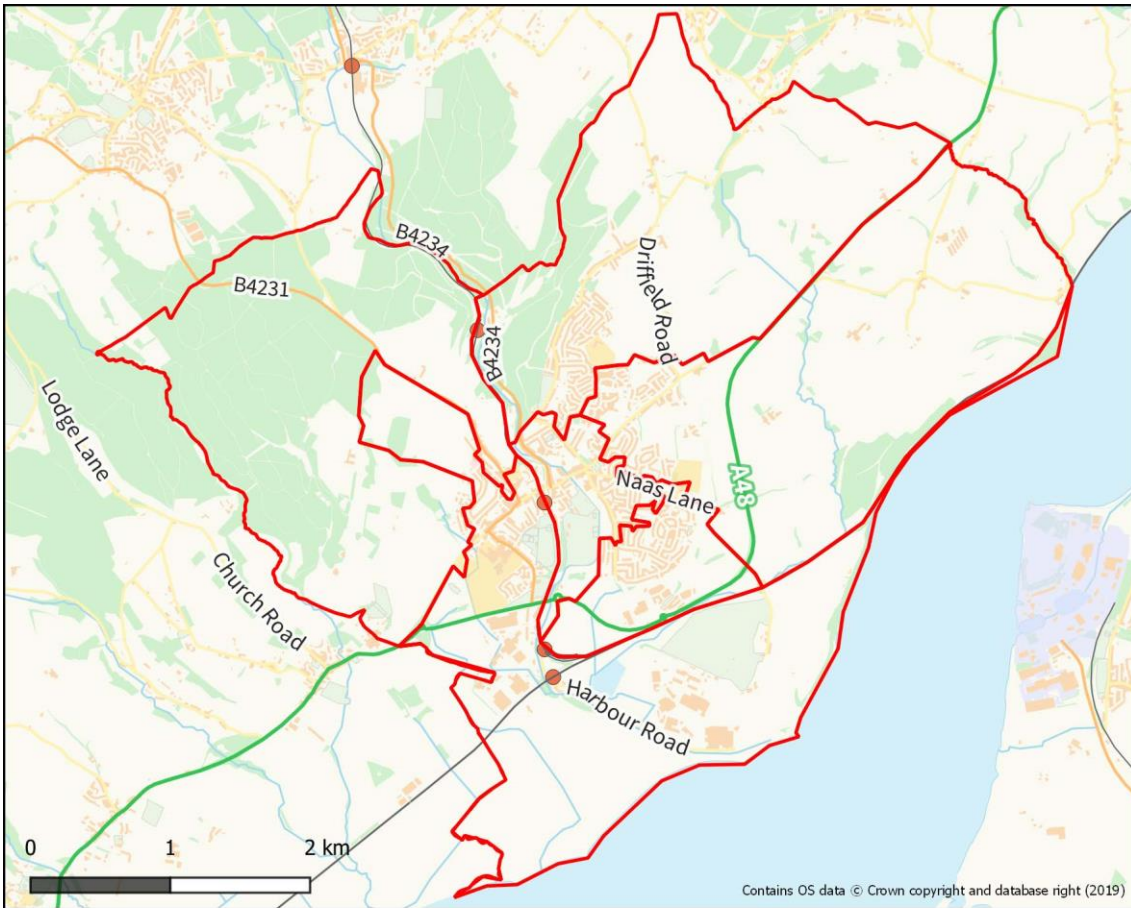 B4234
B4231
Driffield Road
B4234
Lodge Lane
Naas Lane
A48
Church Road
Harbour Road
0 1 2 km
Contains OS data © Crown copyright and database right (2019)